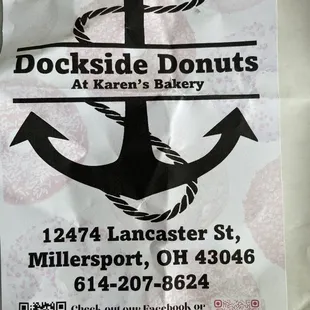 Dockside Donuts
At Karen's Bakery
12474 Lancaster St,
Millersport, OH 43046
614-207-8624
Check out our Facebook or